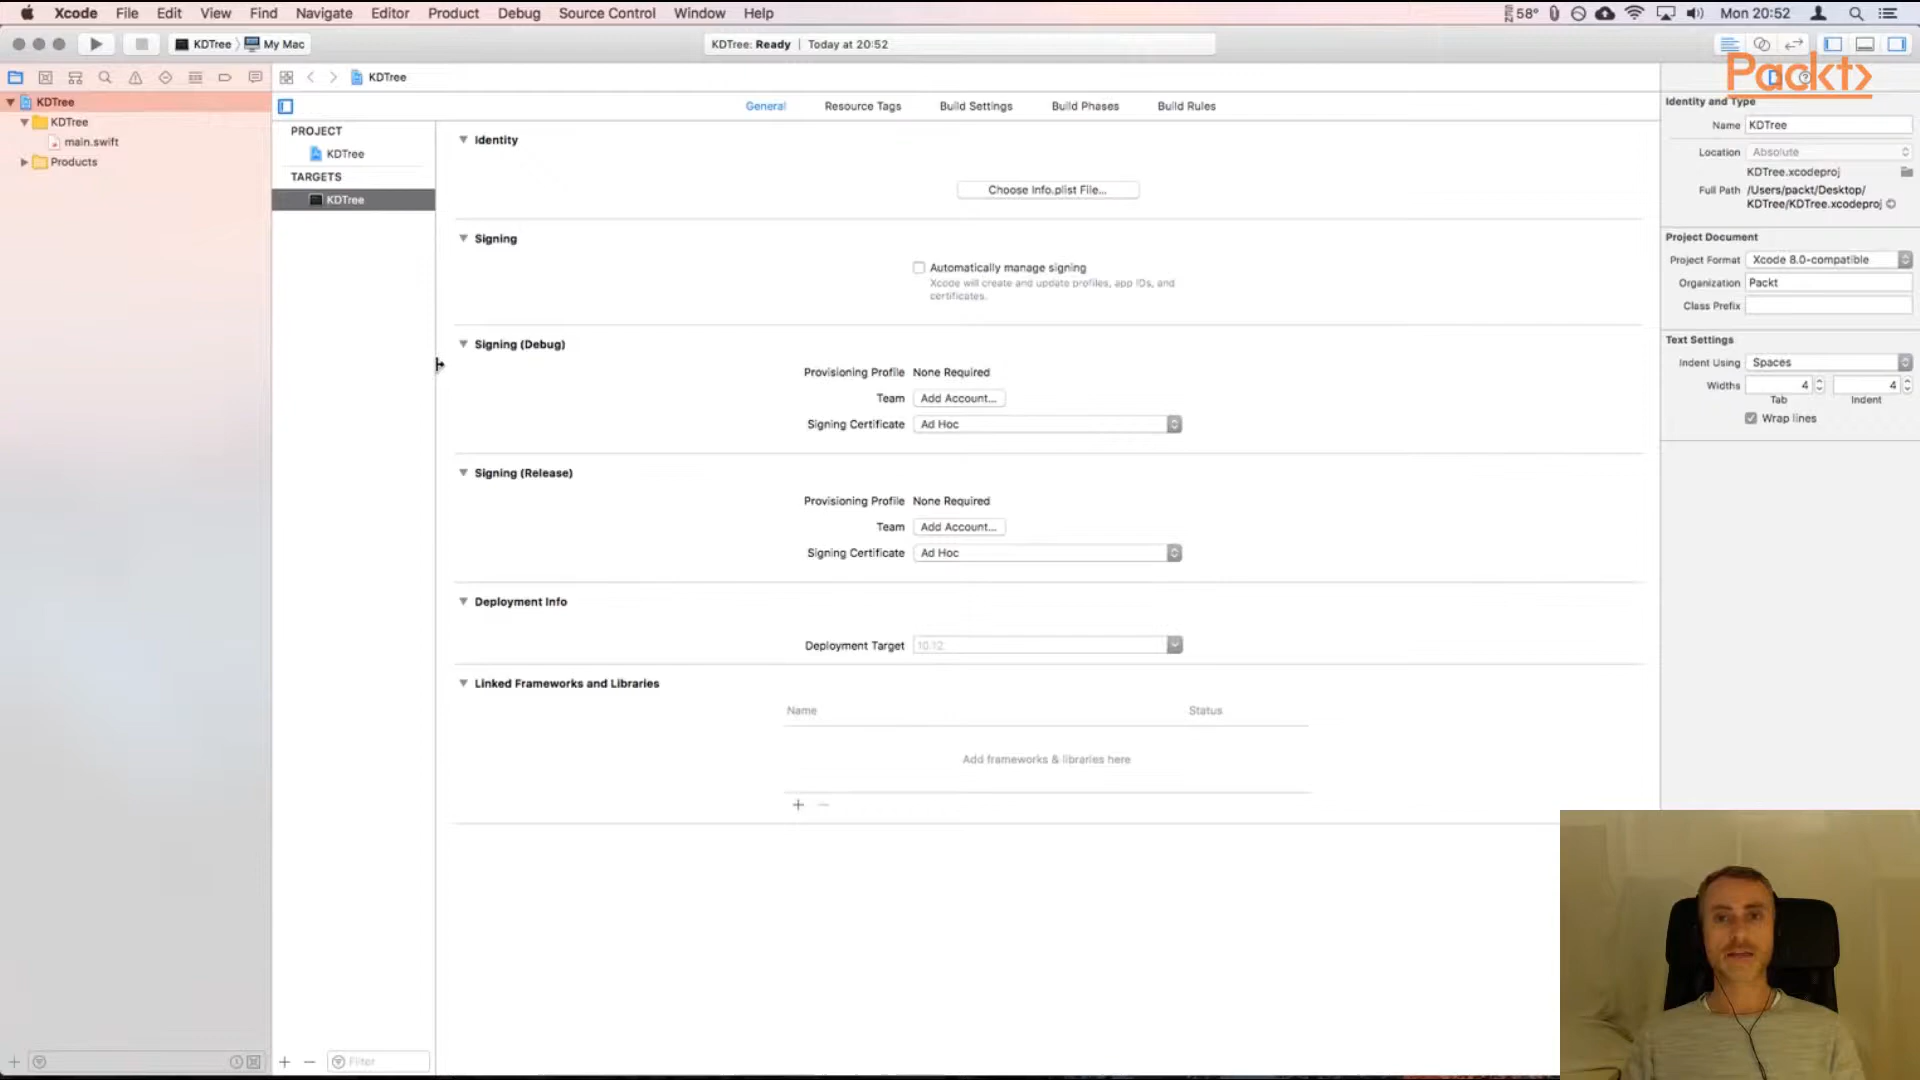 Xcode File Edit View Find Navigate Editor Product Debug Source Control Window Help
58° Mon 20:52
KDTree My Mac
KDTree: Ready | Today at 20:52
Packt>
KDTree
KDTree
main.swift
Products
KDTree
General Resource Tags Build Settings Build Phases Build Rules
PROJECT
KDTree
TARGETS
KDTree
Identity
Choose Info.plist File...
Signing
Automatically manage signing
Xcode will create and update profiles, app IDs, and
certificates.
Signing (Debug)
Provisioning Profile None Required
Team Add Account...
Signing Certificate Ad Hoc
Signing (Release)
Provisioning Profile None Required
Team Add Account...
Signing Certificate Ad Hoc
Deployment Info
Deployment Target 10.12
Linked Frameworks and Libraries
Name Status
Add frameworks & libraries here
Filter
Identity and Type
Name KDTree
Location Absolute
KDTree.xcodeproj
Full Path /Users/packt/Desktop/
KDTree/KDTree.xcodeproj
Project Document
Project Format Xcode 8.0-compatible
Organization Packt
Class Prefix
Text Settings
Indent Using Spaces
Widths 4 4
Tab Indent
Wrap lines